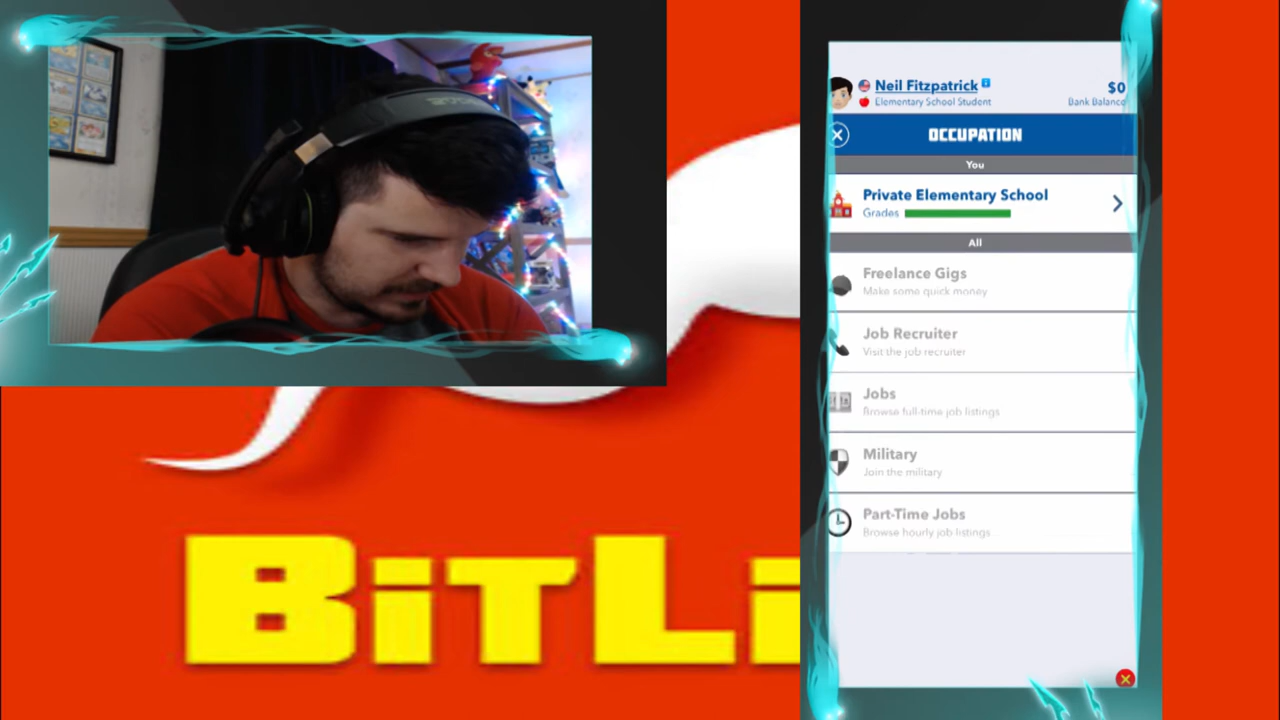 Neil Fitzpatrick
$0
Elementary School Student
Bank Balance
OCCUPATION
You
Private Elementary School
Grades
All
Freelance Gigs
Make some quick money
Job Recruiter
Visit the job recruiter
Jobs
Browse full-time job listings
Military
Join the military
Part-Time Jobs
Browse hourly job listings
BiTLi